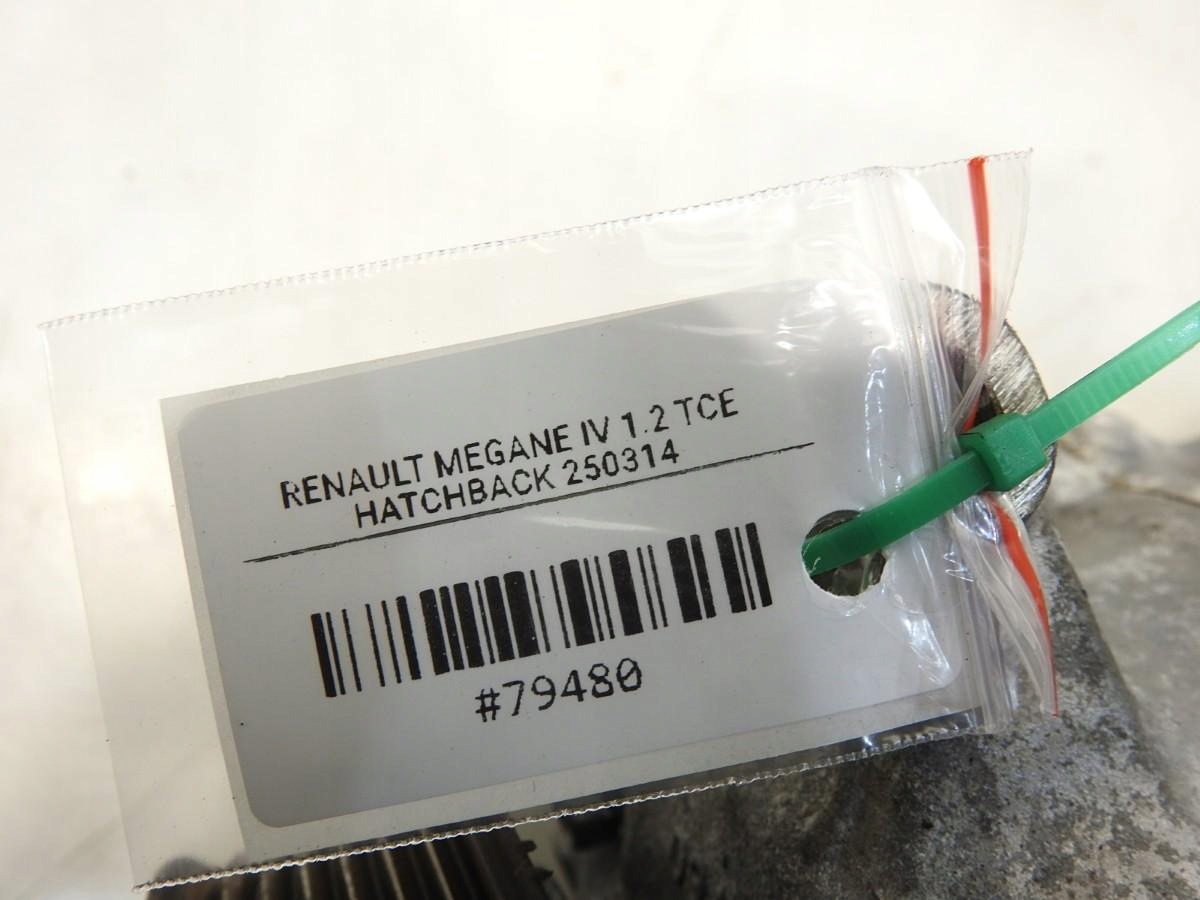 RENAULT MEGANE IV 1.2 TCE
HATCHBACK 250314
#79480